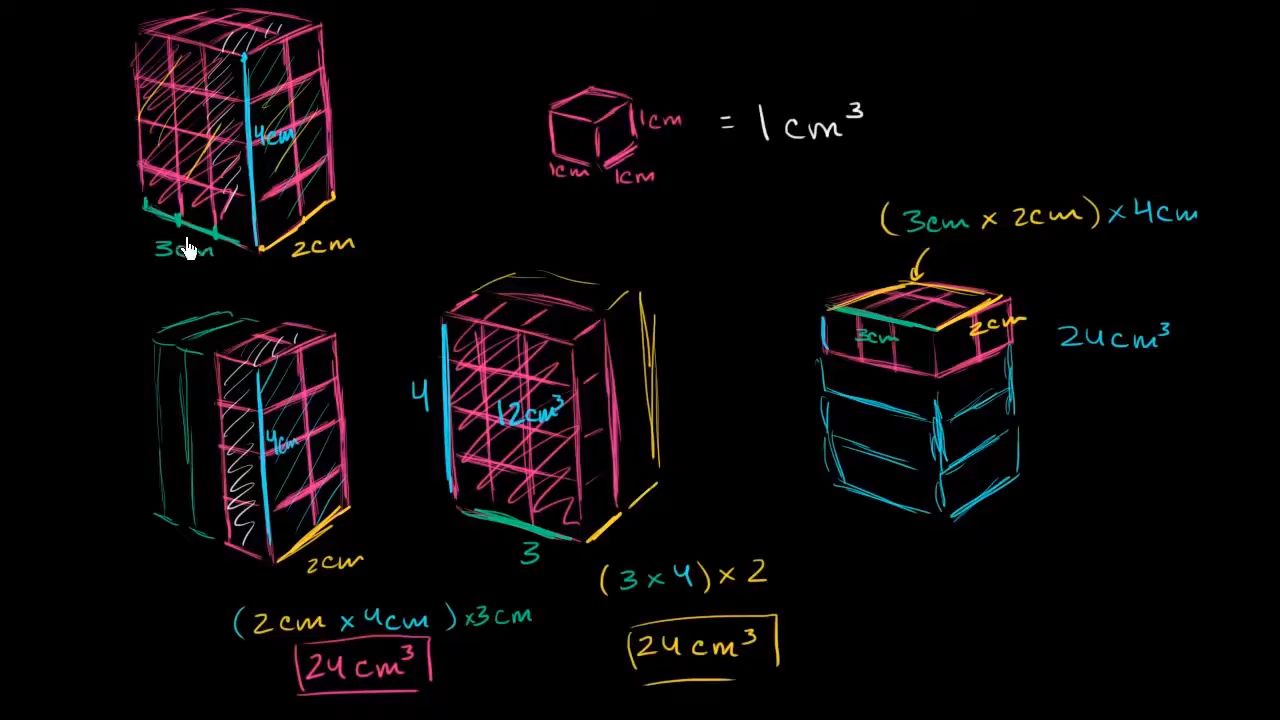 4cm
3cm
2cm
1cm
1cm
1cm
= 1 cm³
(3cm x 2cm) x 4cm
3cm
2cm
24cm³
4cm
2cm
(2cm x 4cm) x 3cm
24cm³
4
12cm³
3
(3 x 4) x 2
24cm³